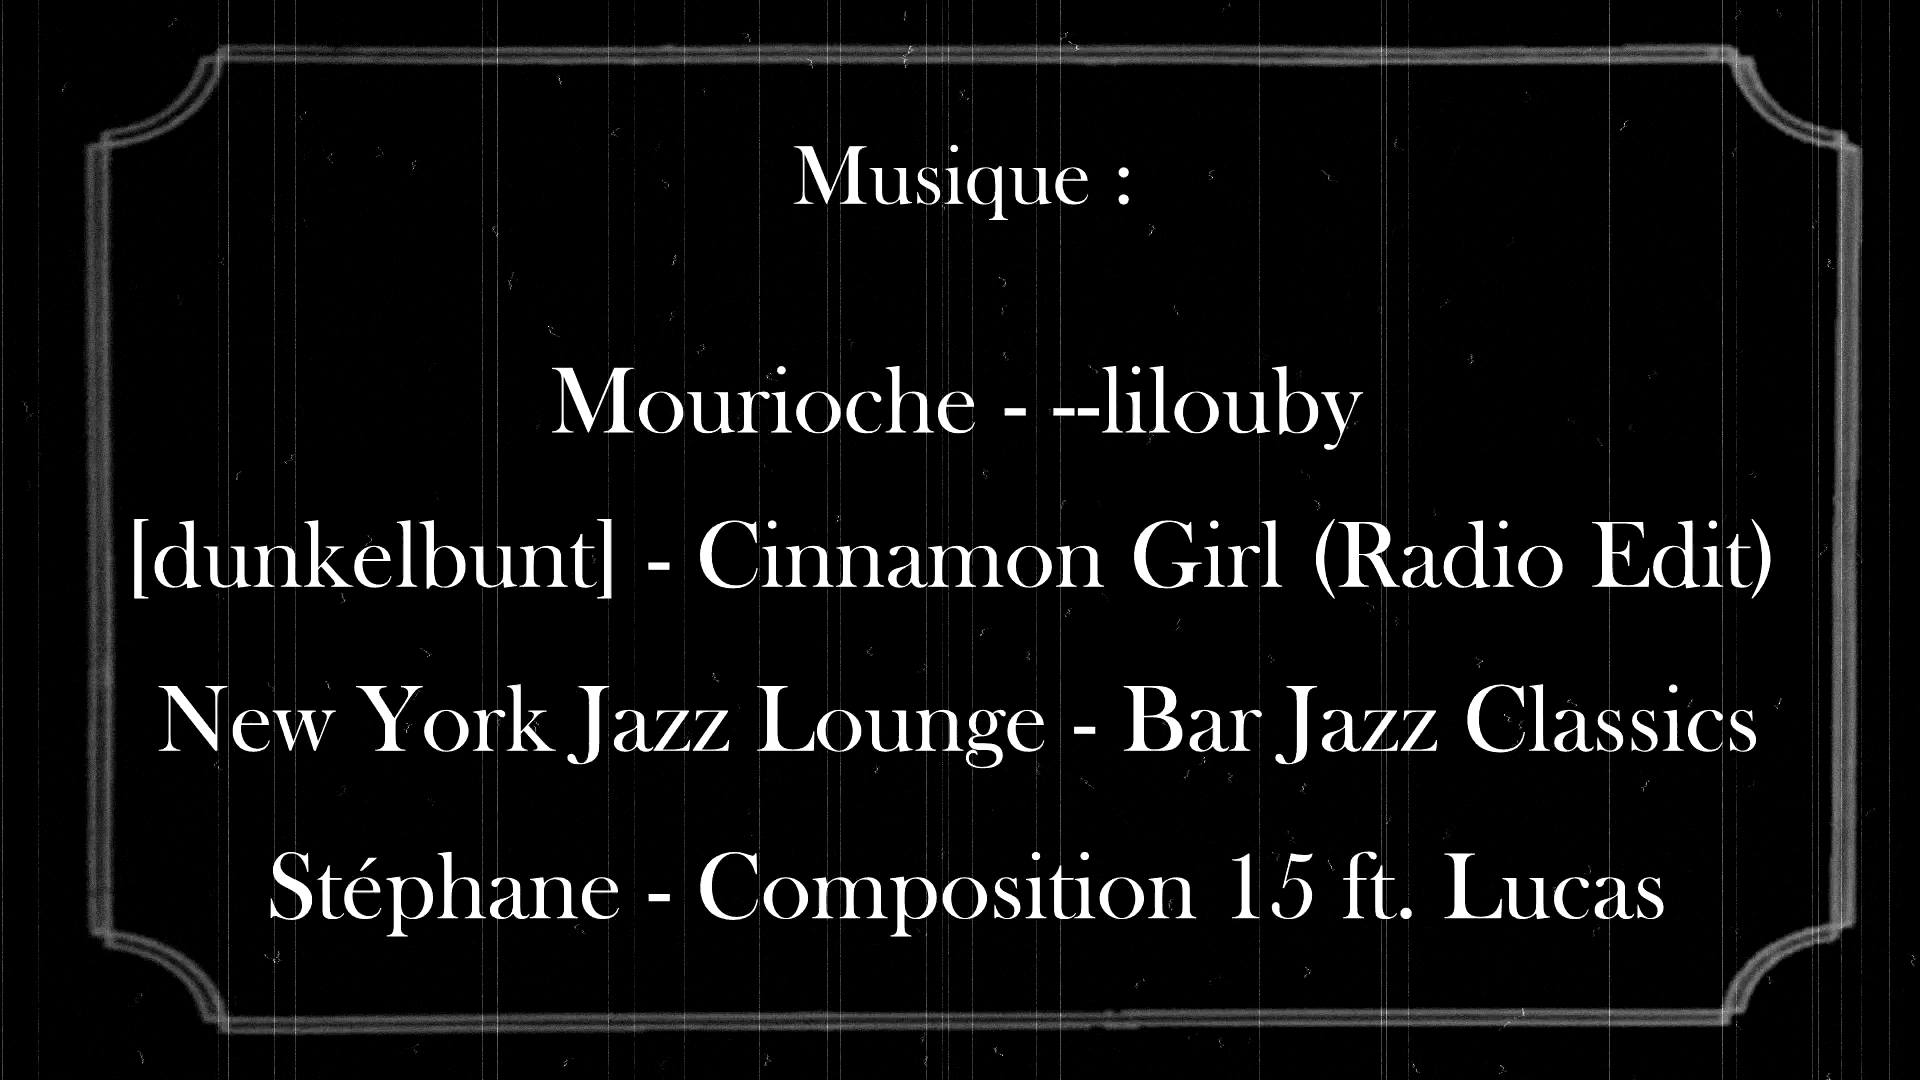 Musique :
Mourioche - --lilouby
[dunkelbunt] - Cinnamon Girl (Radio Edit)
New York Jazz Lounge - Bar Jazz Classics
Stéphane - Composition 15 ft. Lucas